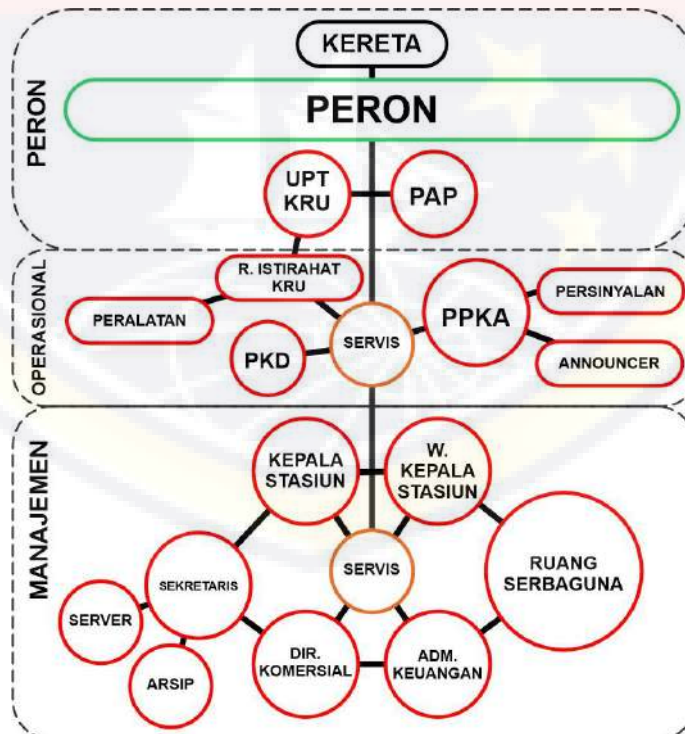 KERETA
PERON
PERON
UPT
KRU
PAP
OPERASIONAL
R. ISTIRAHAT
KRU
PERALATAN
PKD
SERVIS
PPKA
PERSINYALAN
ANNOUNCER
MANAJEMEN
KEPALA
STASIUN
W.
KEPALA
STASIUN
SEKRETARIS
SERVIS
RUANG
SERBAGUNA
SERVER
ARSIP
DIR.
KOMERSIAL
ADM.
KEUANGAN